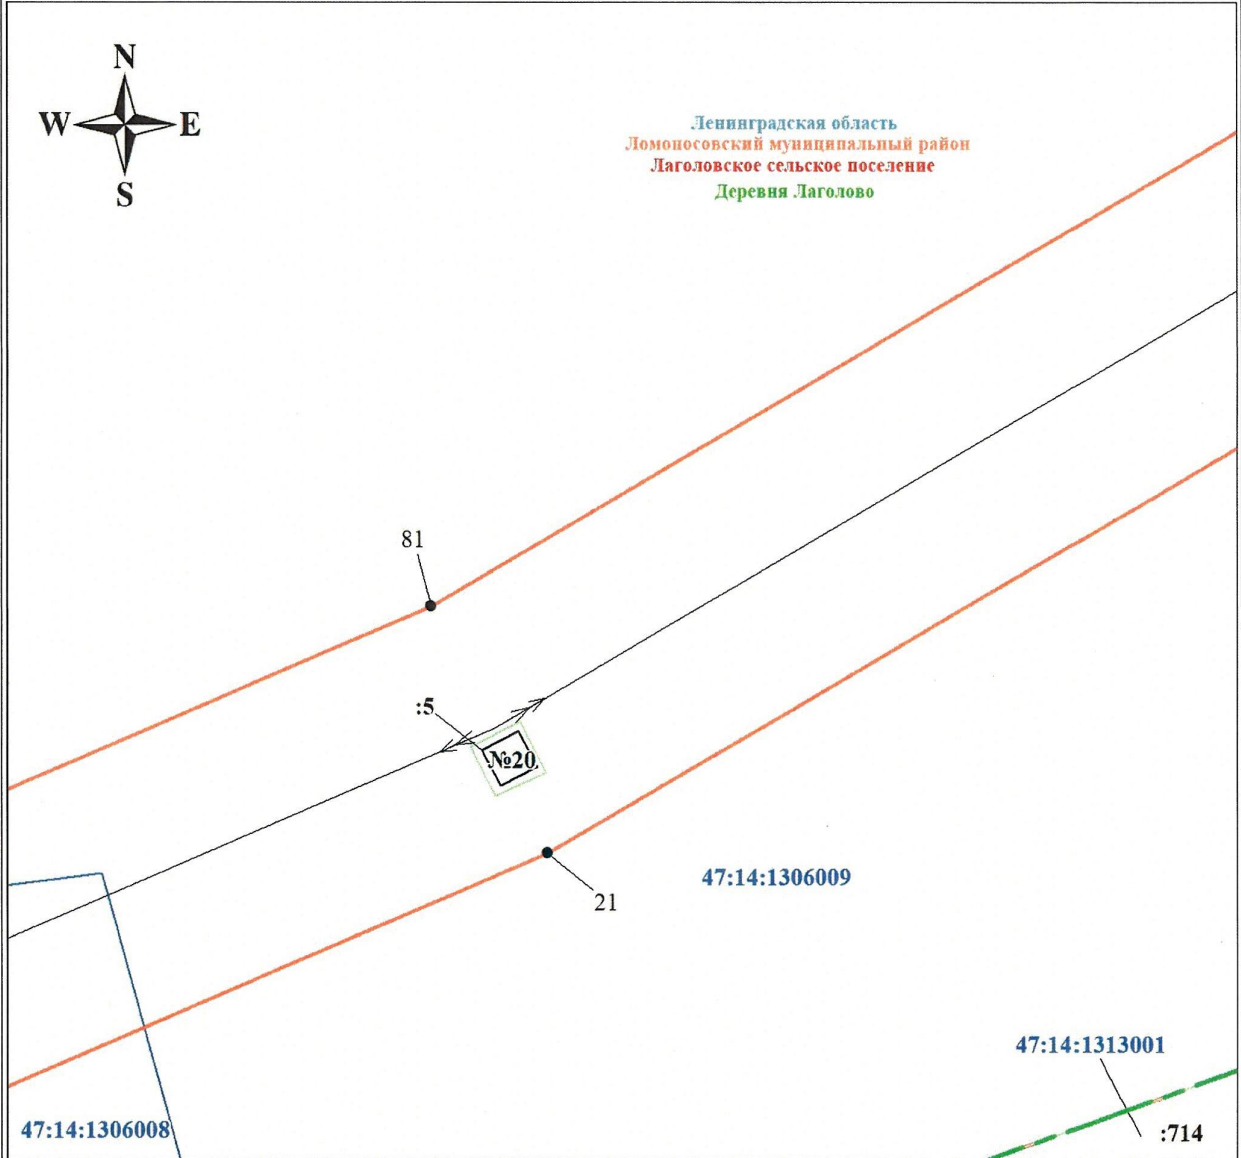 N
W E
S
Ленинградская область
Ломоносовский муниципальный район
Лаголовское сельское поселение
Деревня Лаголово
81
:5
№20
47:14:1306009
21
47:14:1313001
47:14:1306008
:714